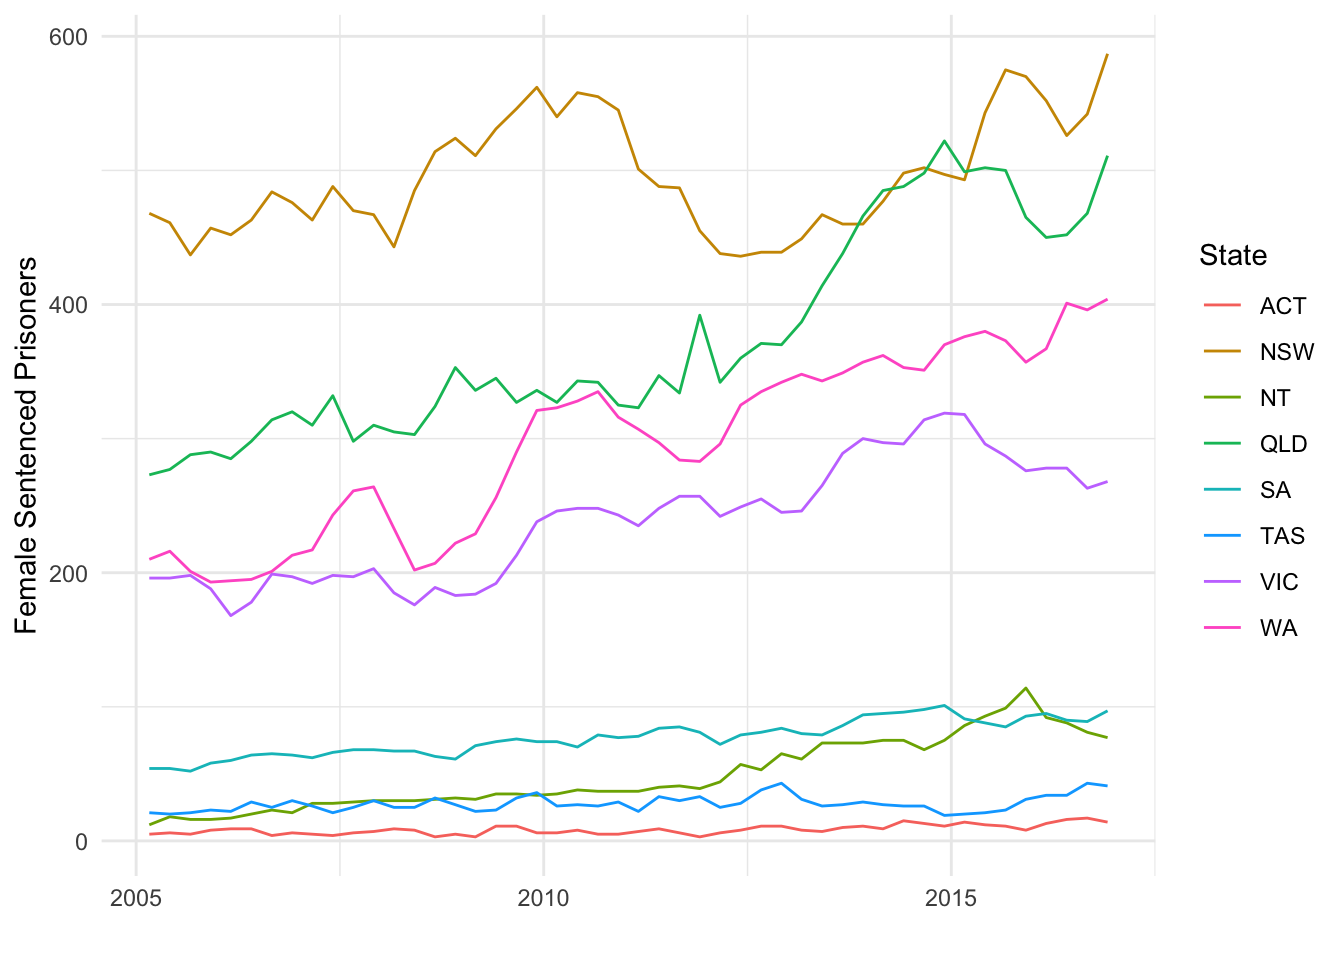 600
400
200
0
2005
2010
2015
Female Sentenced Prisoners
State
ACT
NSW
NT
QLD
SA
TAS
VIC
WA